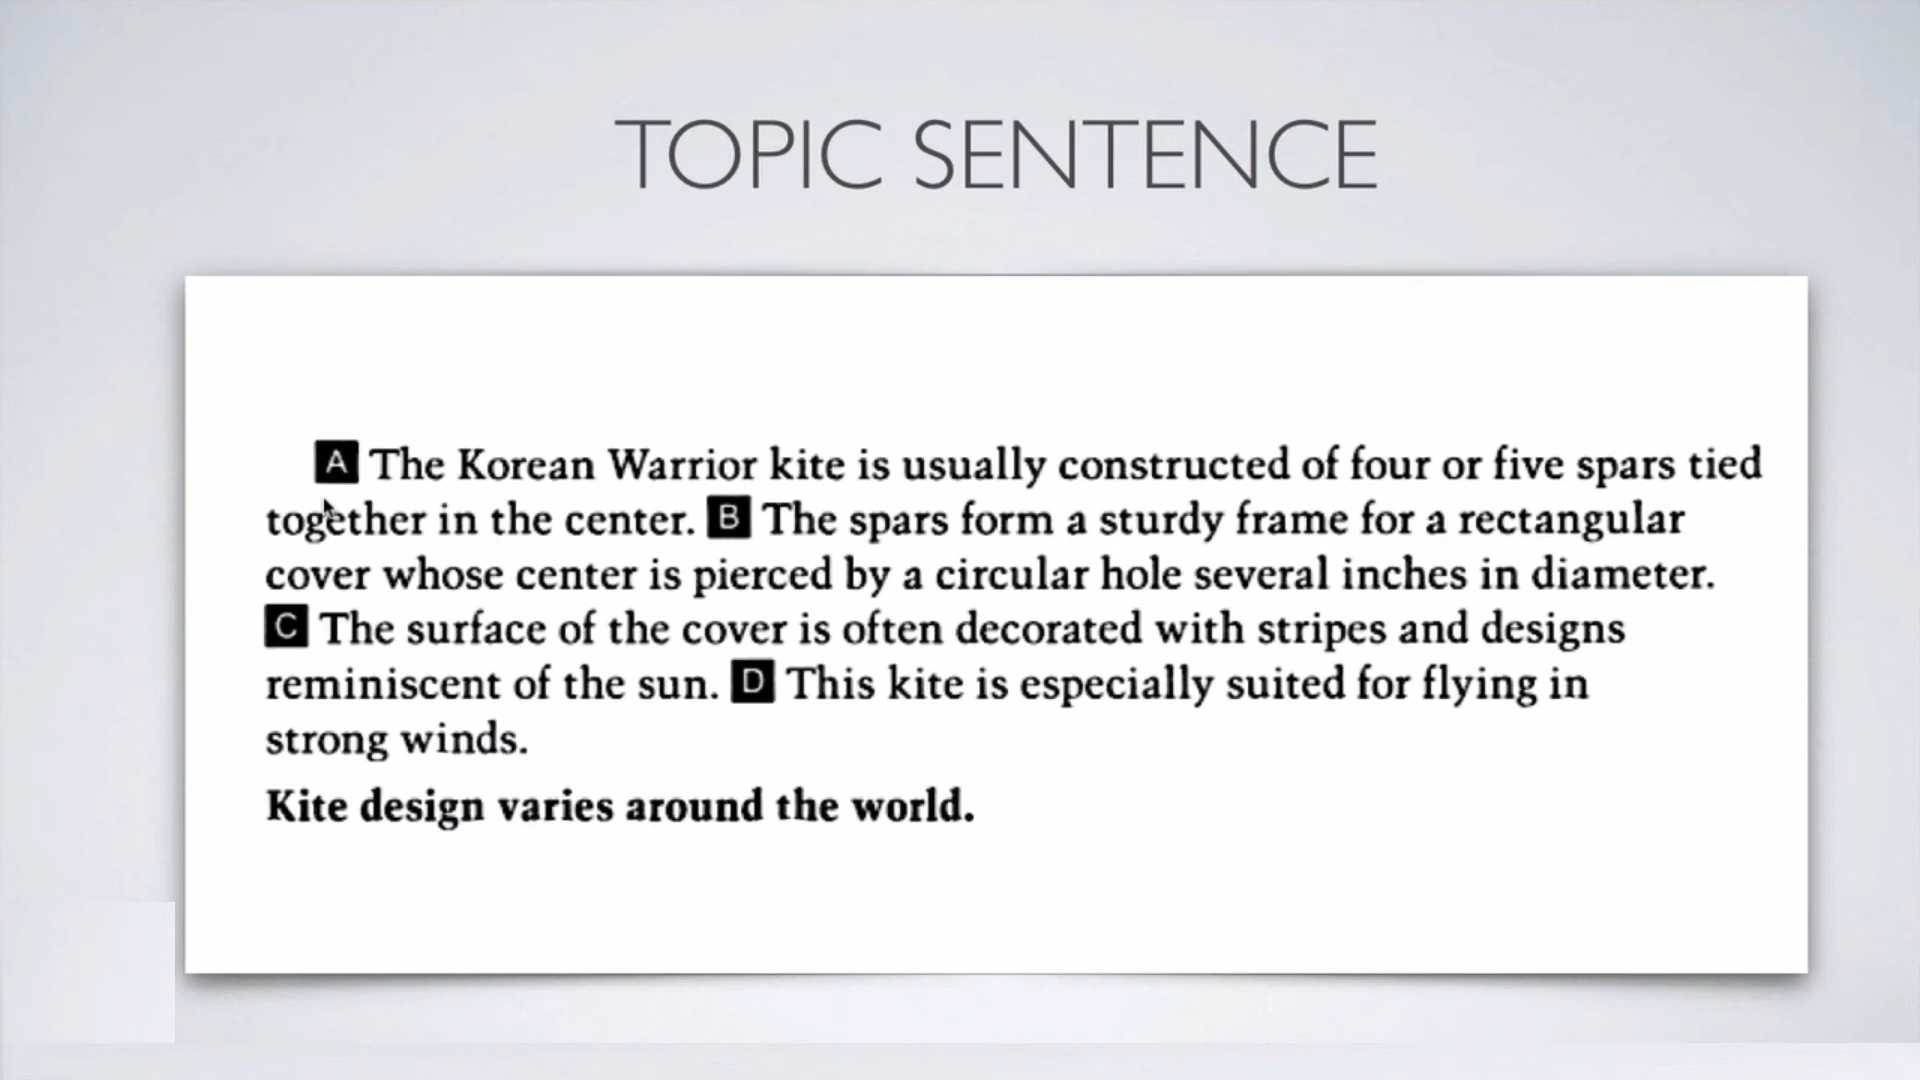 TOPIC SENTENCE
A The Korean Warrior kite is usually constructed of four or five spars tied
together in the center. B The spars form a sturdy frame for a rectangular
cover whose center is pierced by a circular hole several inches in diameter.
C The surface of the cover is often decorated with stripes and designs
reminiscent of the sun. D This kite is especially suited for flying in
strong winds.
Kite design varies around the world.